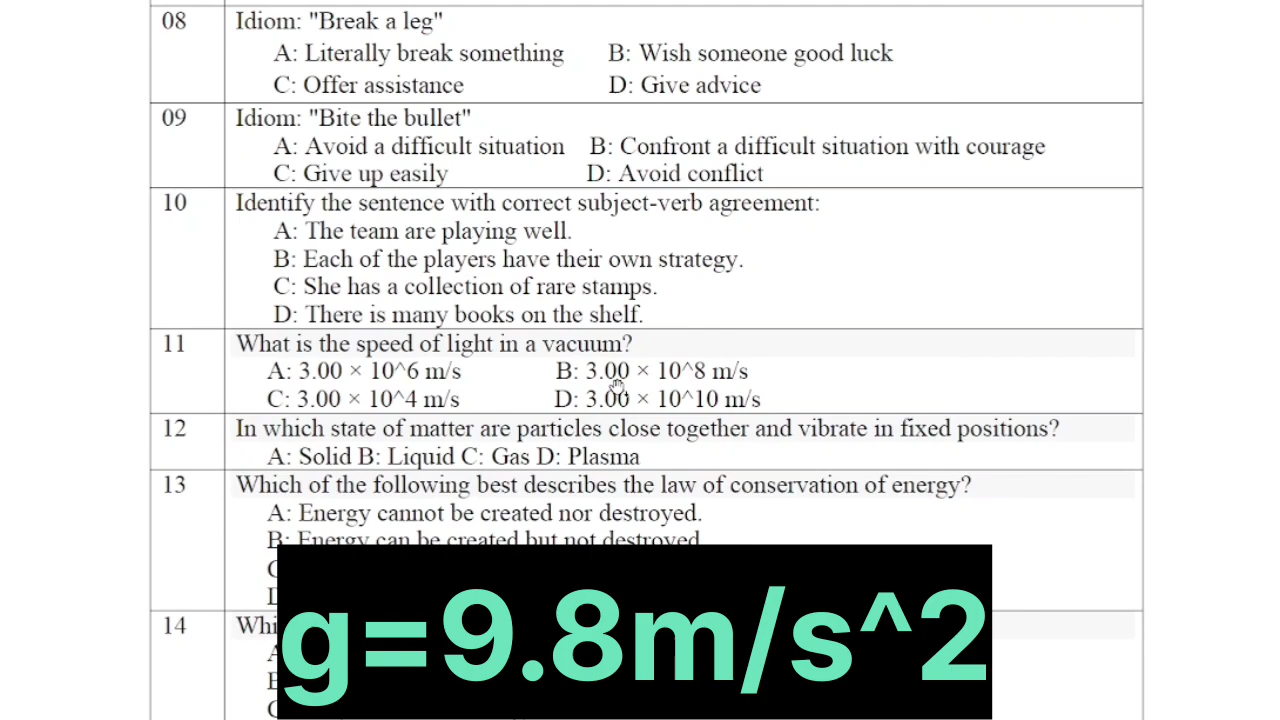 08 Idiom: "Break a leg"
A: Literally break something B: Wish someone good luck
C: Offer assistance D: Give advice
09 Idiom: "Bite the bullet"
A: Avoid a difficult situation B: Confront a difficult situation with courage
C: Give up easily D: Avoid conflict
10 Identify the sentence with correct subject-verb agreement:
A: The team are playing well.
B: Each of the players have their own strategy.
C: She has a collection of rare stamps.
D: There is many books on the shelf.
11 What is the speed of light in a vacuum?
A: 3.00 × 10^6 m/s B: 3.00 × 10^8 m/s
C: 3.00 × 10^4 m/s D: 3.00 × 10^10 m/s
12 In which state of matter are particles close together and vibrate in fixed positions?
A: Solid B: Liquid C: Gas D: Plasma
13 Which of the following best describes the law of conservation of energy?
A: Energy cannot be created nor destroyed.
B: Energy can be created but not destroyed.
14
g=9.8m/s^2